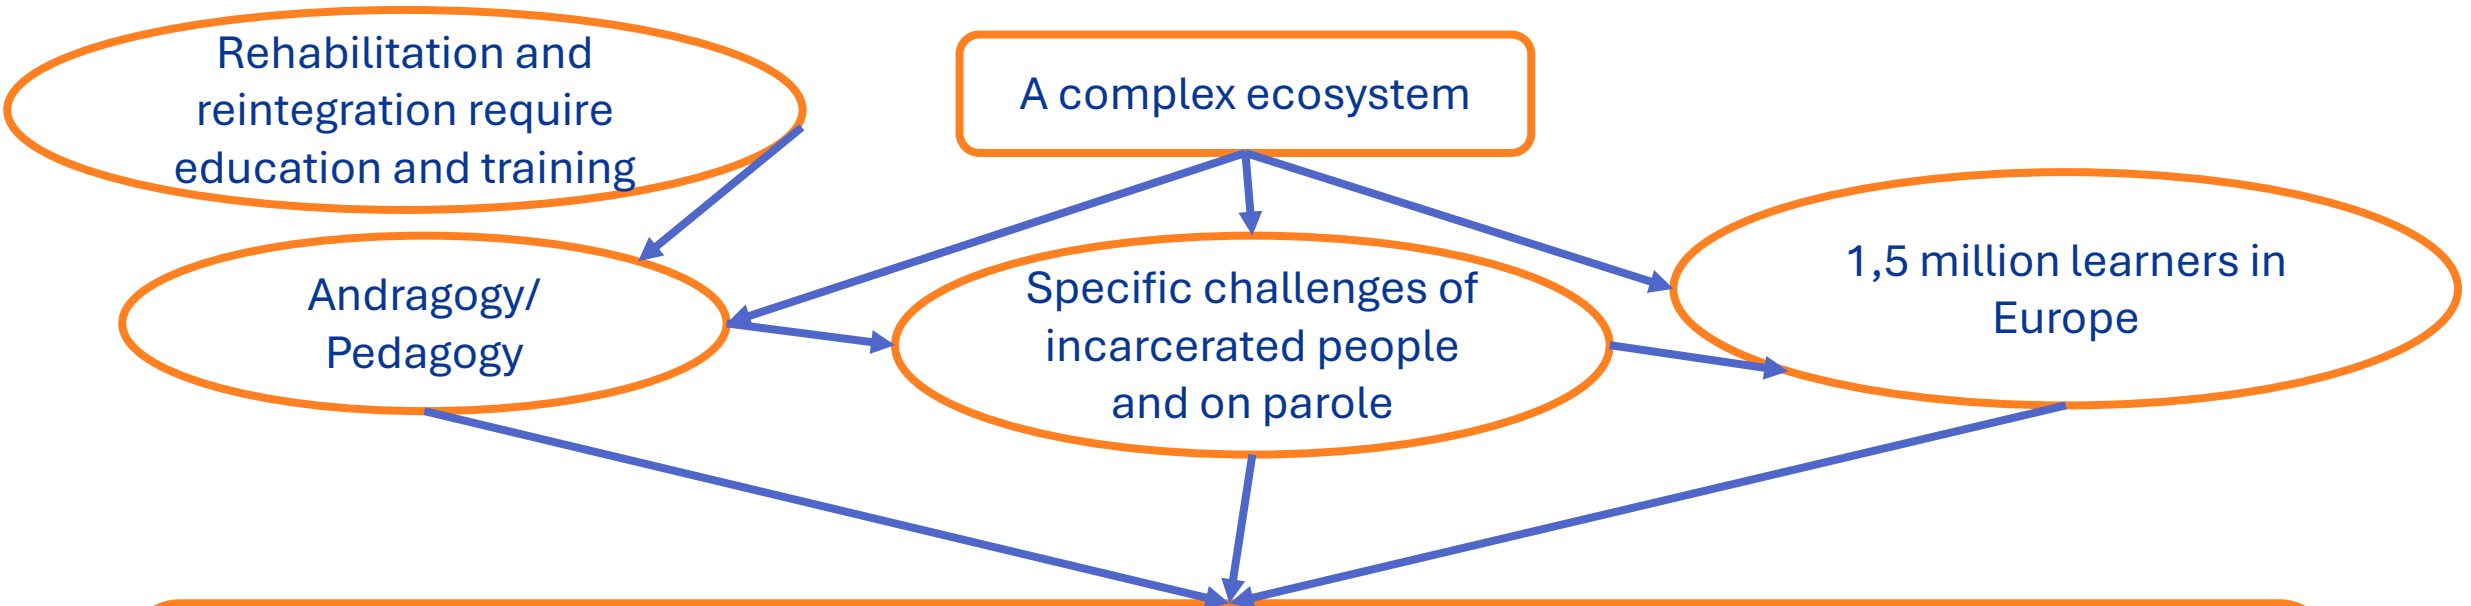 Rehabilitation and
reintegration require
education and training
A complex ecosystem
Andragogy/
Pedagogy
Specific challenges of
incarcerated people
and on parole
1,5 million learners in
Europe